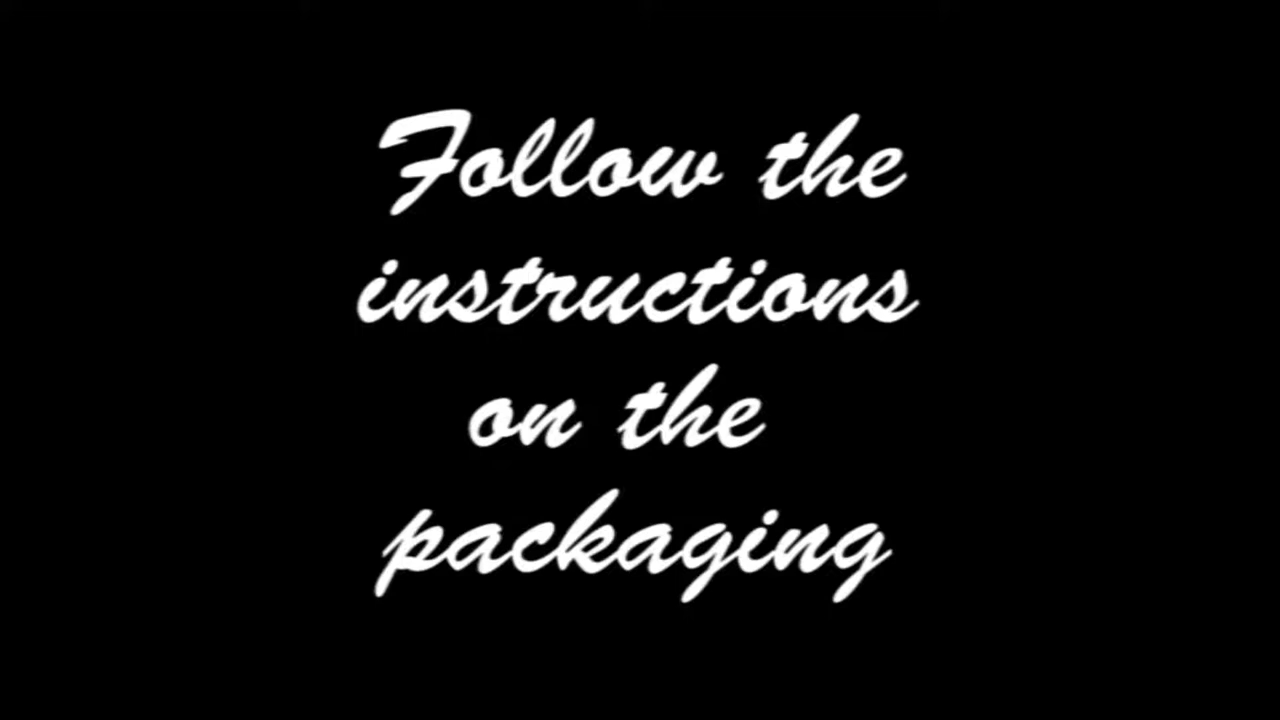 Follow the
instructions
on the
packaging